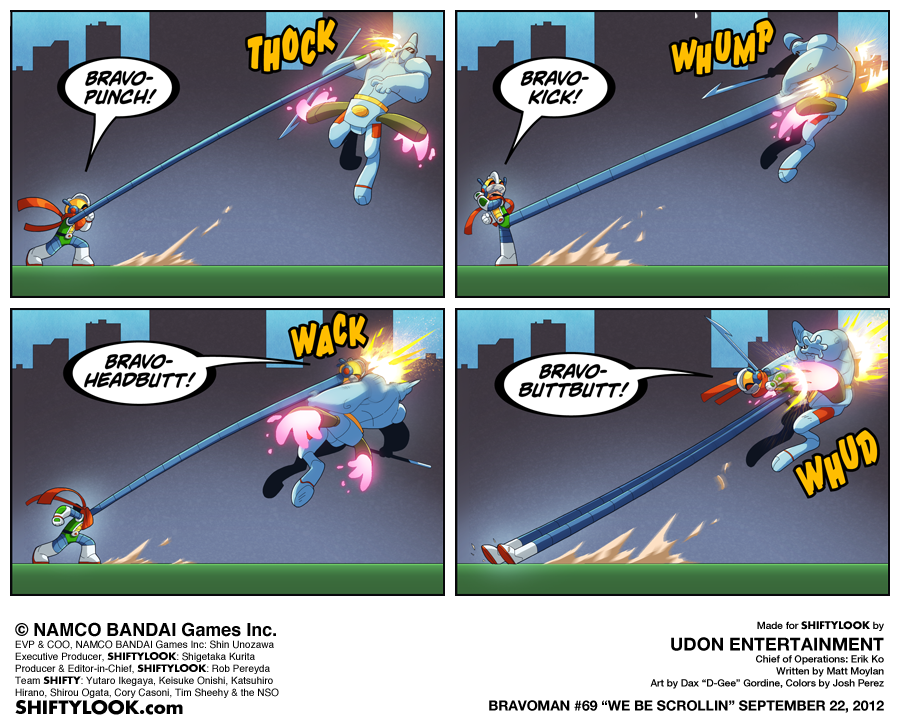 THOCK
BRAVO-
PUNCH!
WHUMP
BRAVO-
KICK!
WACK
BRAVO-
HEADBUTT!
BRAVO-
BUTTBUTT!
WHUD
© NAMCO BANDAI Games Inc.
EVP & COO, NAMCO BANDAI Games Inc: Shin Unozawa
Executive Producer, SHIFTYLOOK: Shigetaka Kurita
Producer & Editor-in-Chief, SHIFTYLOOK: Rob Pereyda
Team SHIFTY: Yutaro Ikegaya, Keisuke Onishi, Katsuhiro
Hirano, Shirou Ogata, Cory Casoni, Tim Sheehy & the NSO
SHIFTYLOOK.com
Made for SHIFTYLOOK by
UDON ENTERTAINMENT
Chief of Operations: Erik Ko
Written by Matt Moylan
Art by Dax “D-Gee” Gordine, Colors by Josh Perez
BRAVOMAN #69 “WE BE SCROLLIN” SEPTEMBER 22, 2012